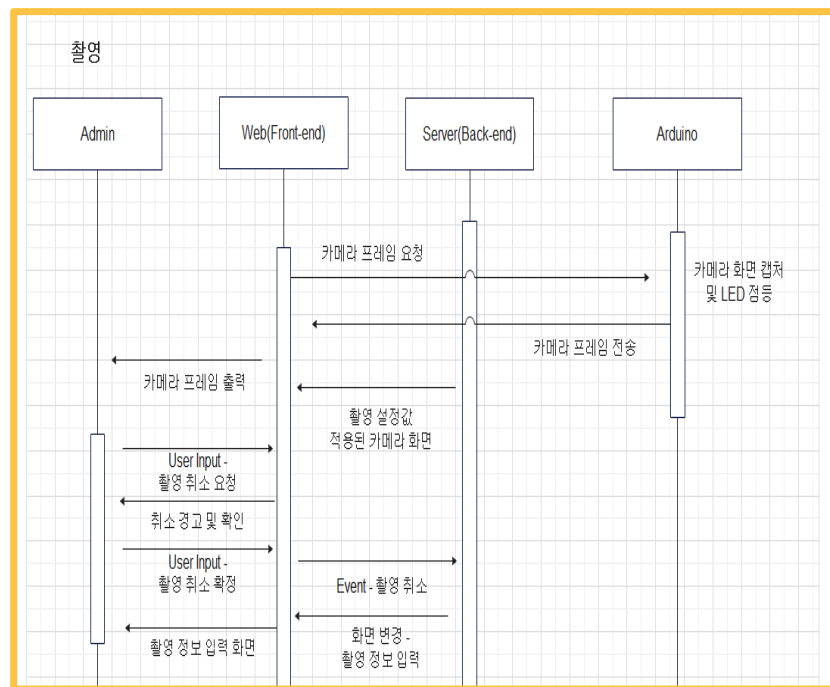 촬영
Admin
Web(Front-end)
Server(Back-end)
Arduino
카메라 프레임 요청
카메라 화면 캡처
및 LED 점등
카메라 프레임 전송
카메라 프레임 출력
촬영 설정값
적용된 카메라 화면
User Input -
촬영 취소 요청
취소 경고 및 확인
User Input -
촬영 취소 확정
Event - 촬영 취소
화면 변경 -
촬영 정보 입력
촬영 정보 입력 화면